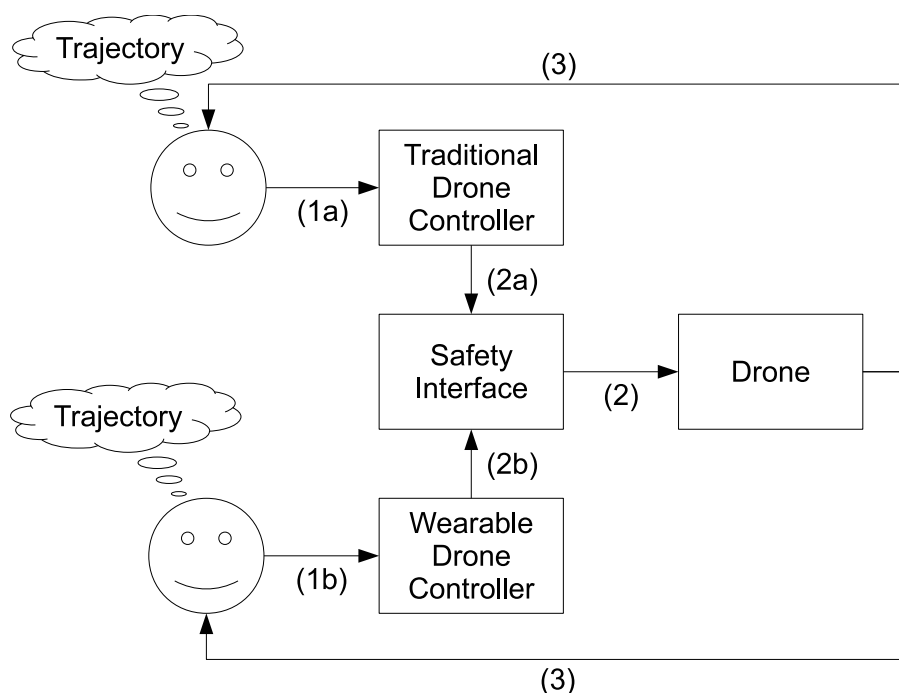 Trajectory
(3)
(1a)
Traditional
Drone
Controller
(2a)
Safety
Interface
(2)
Drone
Trajectory
(2b)
(1b)
Wearable
Drone
Controller
(3)